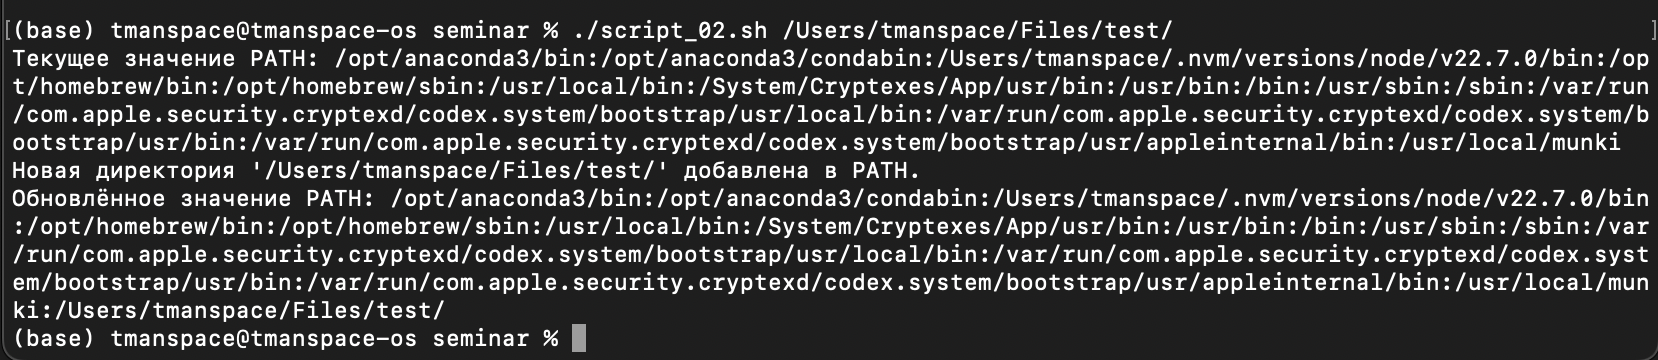 [(base) tmanspace@tmanspace-os seminar % ./script_02.sh /Users/tmanspace/Files/test/ ]
Текущее значение PATH: /opt/anaconda3/bin:/opt/anaconda3/condabin:/Users/tmanspace/.nvm/versions/node/v22.7.0/bin:/op
t/homebrew/bin:/opt/homebrew/sbin:/usr/local/bin:/System/Cryptexes/App/usr/bin:/usr/bin:/bin:/usr/sbin:/sbin:/var/run
/com.apple.security.cryptexd/codex.system/bootstrap/usr/local/bin:/var/run/com.apple.security.cryptexd/codex.system/b
ootstrap/usr/bin:/var/run/com.apple.security.cryptexd/codex.system/bootstrap/usr/appleinternal/bin:/usr/local/munki
Новая директория '/Users/tmanspace/Files/test/' добавлена в PATH.
Обновлённое значение PATH: /opt/anaconda3/bin:/opt/anaconda3/condabin:/Users/tmanspace/.nvm/versions/node/v22.7.0/bin
:/opt/homebrew/bin:/opt/homebrew/sbin:/usr/local/bin:/System/Cryptexes/App/usr/bin:/usr/bin:/bin:/usr/sbin:/sbin:/var
/run/com.apple.security.cryptexd/codex.system/bootstrap/usr/local/bin:/var/run/com.apple.security.cryptexd/codex.syst
em/bootstrap/usr/bin:/var/run/com.apple.security.cryptexd/codex.system/bootstrap/usr/appleinternal/bin:/usr/local/mun
ki:/Users/tmanspace/Files/test/
(base) tmanspace@tmanspace-os seminar %